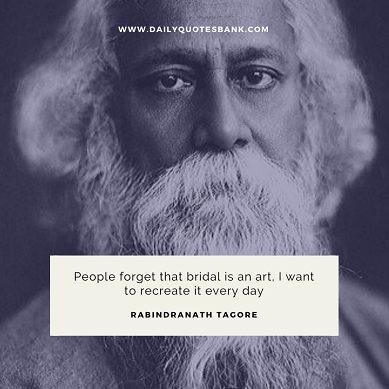 WWW.DAILYQUOTESBANK.COM
People forget that bridal is an art, I want
to recreate it every day
RABINDRANATH TAGORE